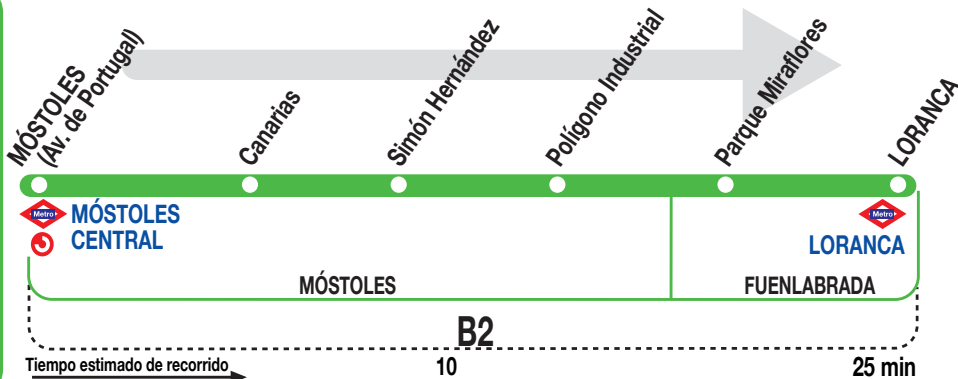 MÓSTOLES
(Av. de Portugal)
Canarias
Simón Hernández
Polígono Industrial
Parque Miraflores
LORANCA
Metro
MÓSTOLES
CENTRAL
Metro
LORANCA
MÓSTOLES
FUENLABRADA
B2
Tiempo estimado de recorrido
10
25 min